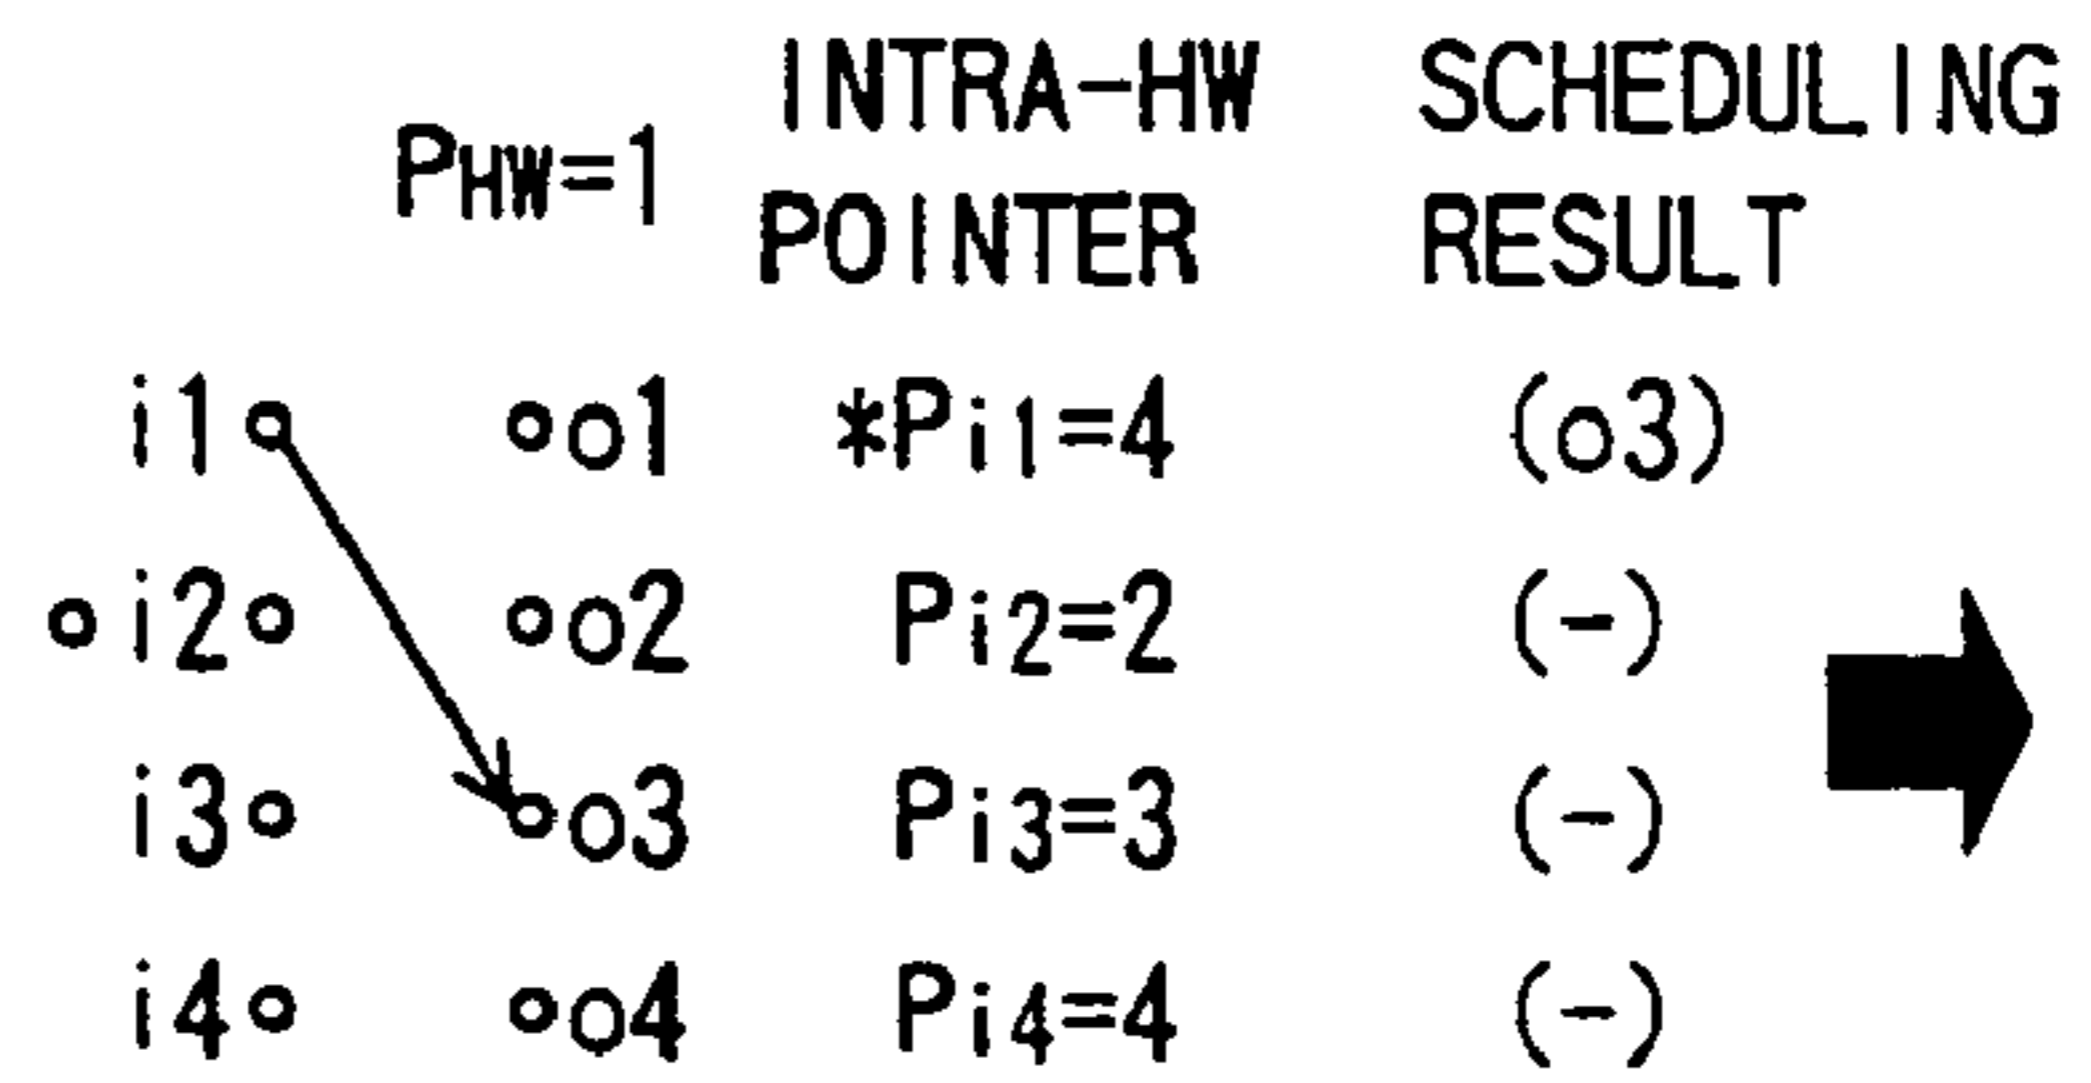 INTRA-HW SCHEDULING
PHW=1 POINTER RESULT
i1 o1 *Pi1=4 (o3)
i2 o2 Pi2=2 (-)
i3 o3 Pi3=3 (-)
i4 o4 Pi4=4 (-)